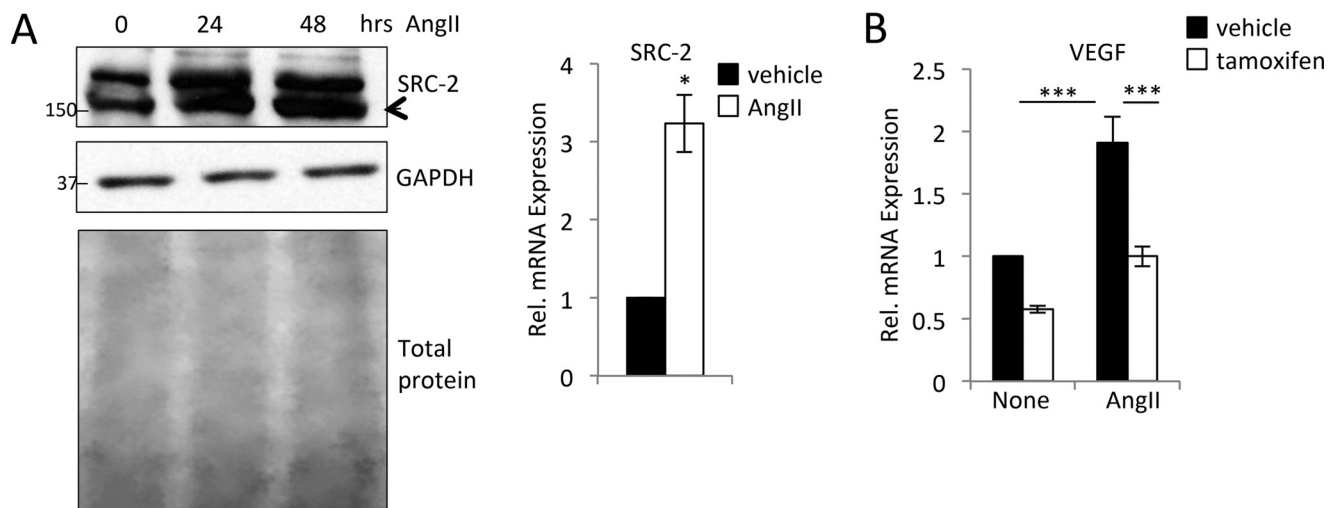 A
0 24 48 hrs AngII
SRC-2
150
37
GAPDH
Total
protein
SRC-2
Rel. mRNA Expression
4
3
2
1
0
*
vehicle
AngII
B
VEGF
vehicle
tamoxifen
Rel. mRNA Expression
2.5
2
1.5
1
0.5
0
*** ***
None AngII